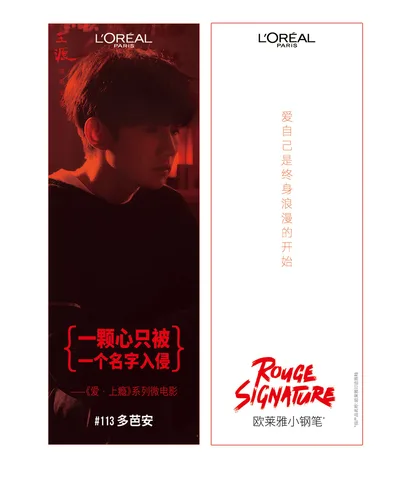 王源
L'ORÉAL
PARIS
一颗心只被
一个名字入侵
——《爱·上瘾》系列微电影
#113 多芭安
L'ORÉAL
PARIS
爱自己是终身浪漫的开始
ROUGE
SIGNATURE
欧莱雅小钢笔*